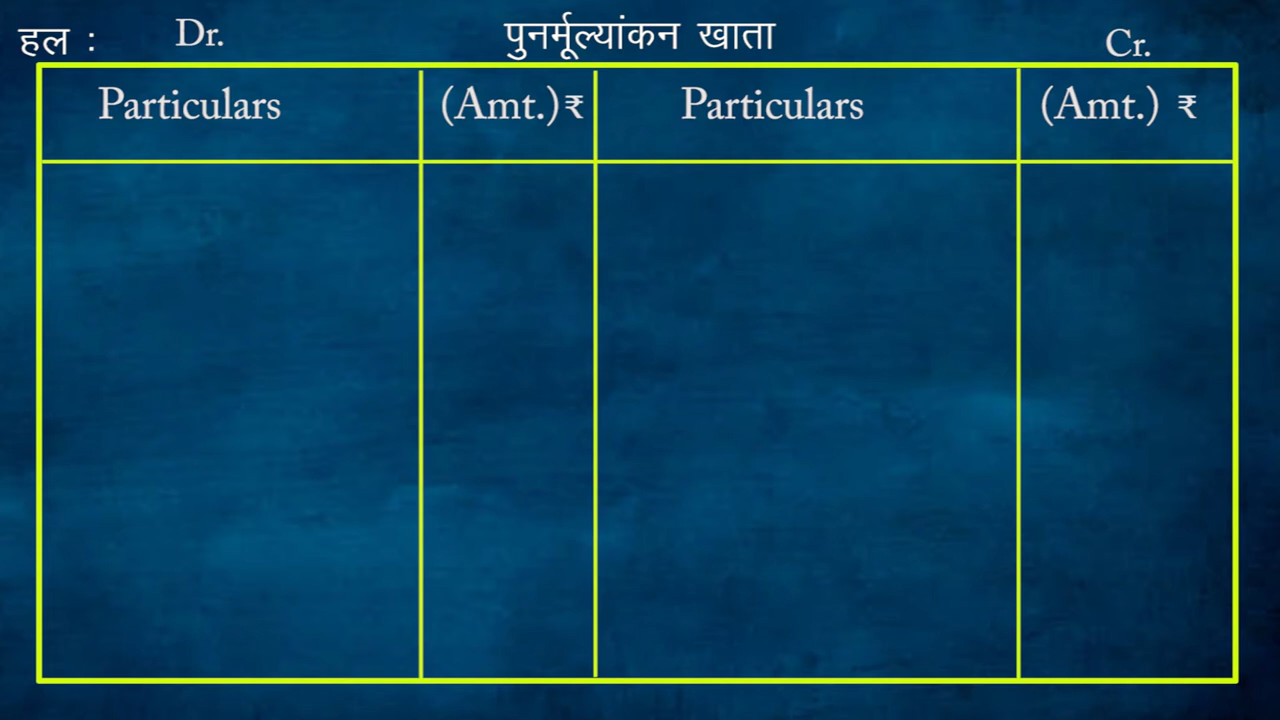 हल : Dr. पुनर्मूल्यांकन खाता Cr.
Particulars (Amt.)₹ Particulars (Amt.) ₹